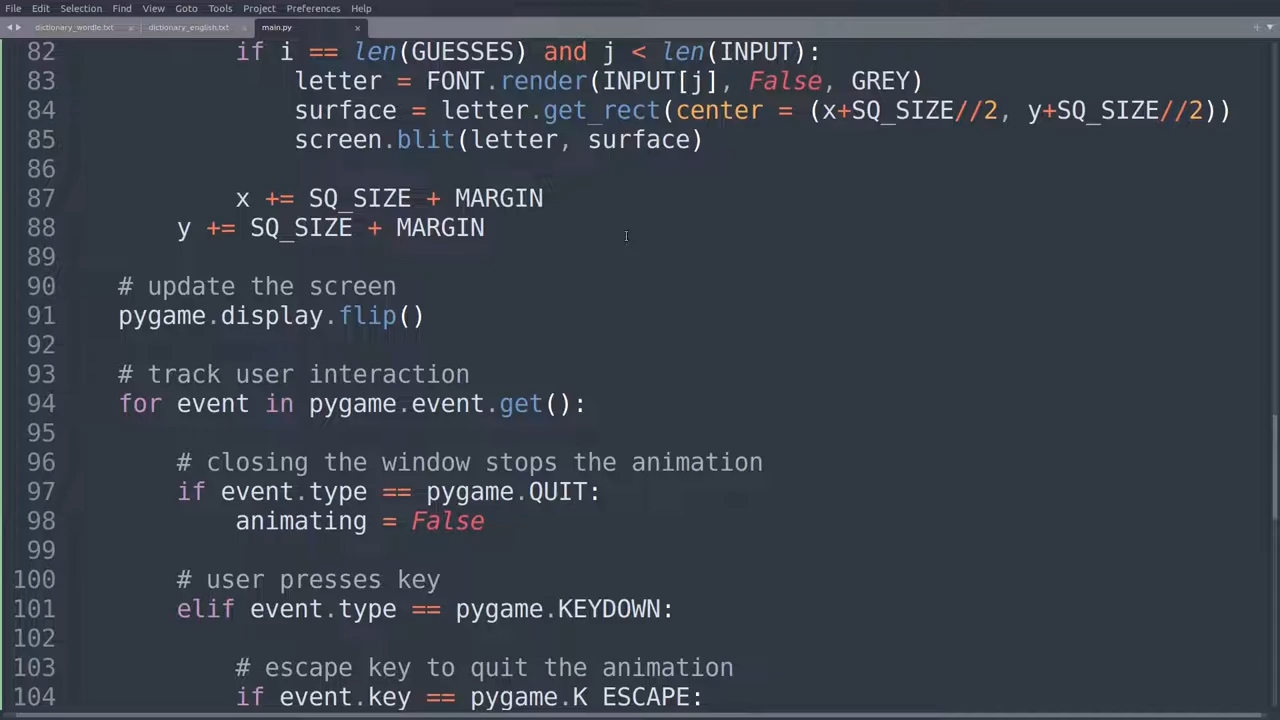 File Edit Selection Find View Goto Tools Project Preferences Help
dictionary_wordle.txt × dictionary_english.txt × main.py ×
82 if i == len(GUESSES) and j < len(INPUT):
83 letter = FONT.render(INPUT[j], False, GREY)
84 surface = letter.get_rect(center = (x+SQ_SIZE//2, y+SQ_SIZE//2))
85 screen.blit(letter, surface)
86
87 x += SQ_SIZE + MARGIN
88 y += SQ_SIZE + MARGIN
89
90 # update the screen
91 pygame.display.flip()
92
93 # track user interaction
94 for event in pygame.event.get():
95
96 # closing the window stops the animation
97 if event.type == pygame.QUIT:
98 animating = False
99
100 # user presses key
101 elif event.type == pygame.KEYDOWN:
102
103 # escape key to quit the animation
104 if event.key == pygame.K_ESCAPE: